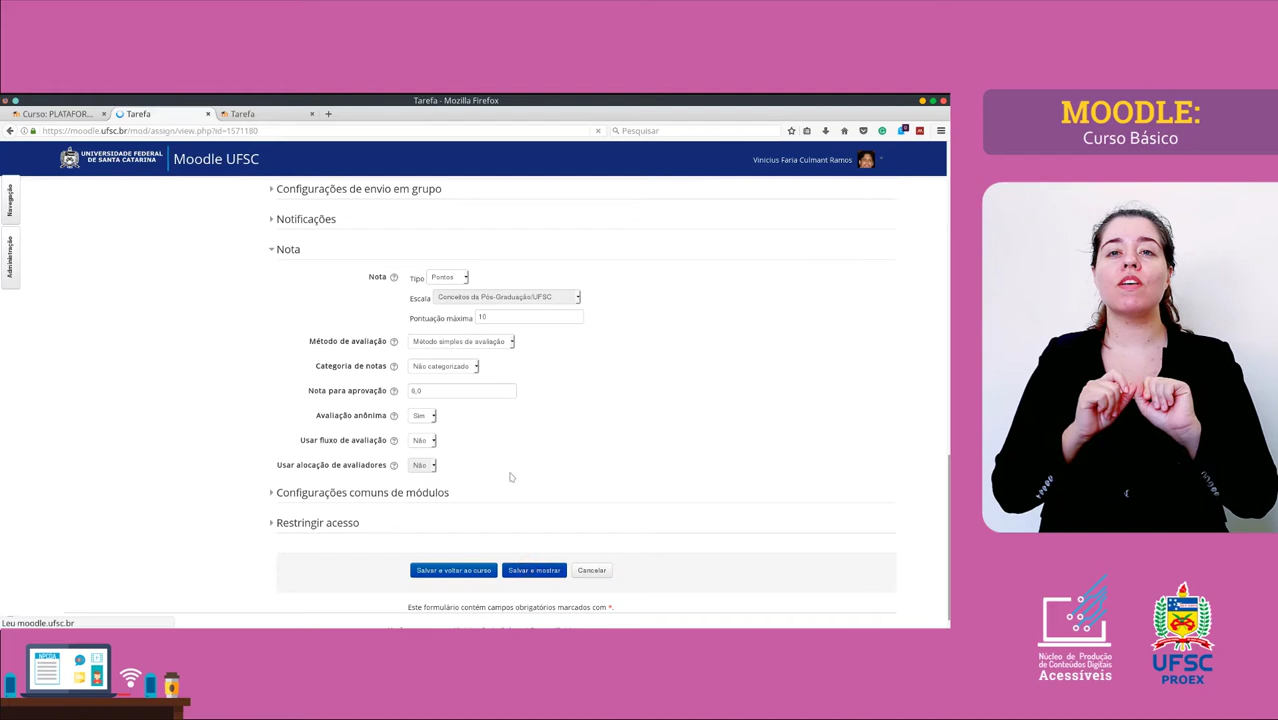 Tarefa - Mozilla Firefox
Curso: PLATAFOR...
Tarefa
Tarefa
https://moodle.ufsc.br/mod/assign/view.php?id=1571180
Pesquisar
UNIVERSIDADE FEDERAL
DE SANTA CATARINA
Moodle UFSC
Vinicius Faria Culmant Ramos
Navegação
Administração
Configurações de envio em grupo
Notificações
Nota
Nota
Tipo Pontos
Escala Conceitos da Pós-Graduação/UFSC
Pontuação máxima 10
Método de avaliação Método simples de avaliação
Categoria de notas Não categorizado
Nota para aprovação 6,0
Avaliação anônima Sim
Usar fluxo de avaliação Não
Usar alocação de avaliadores Não
Configurações comuns de módulos
Restringir acesso
Salvar e voltar ao curso
Salvar e mostrar
Cancelar
Este formulário contém campos obrigatórios marcados com *.
Leu moodle.ufsc.br
MOODLE:
Curso Básico
Núcleo de Produção
de Conteúdos Digitais
Acessíveis
UFSC
PROEX
NPCDA